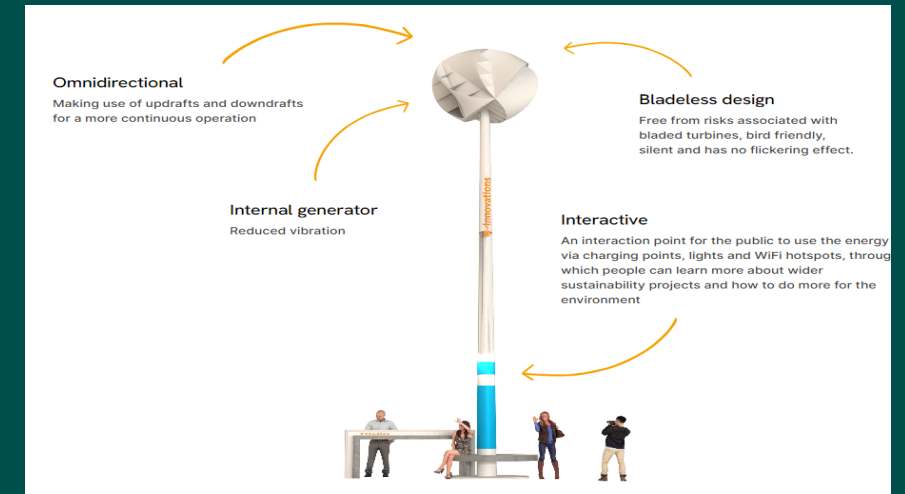 Omnidirectional
Making use of updrafts and downdrafts
for a more continuous operation
Bladeless design
Free from risks associated with
bladed turbines, bird friendly,
silent and has no flickering effect.
Internal generator
Reduced vibration
Innovations
Interactive
An interaction point for the public to use the energy
via charging points, lights and WiFi hotspots, throug
which people can learn more about wider
sustainability projects and how to do more for the
environment